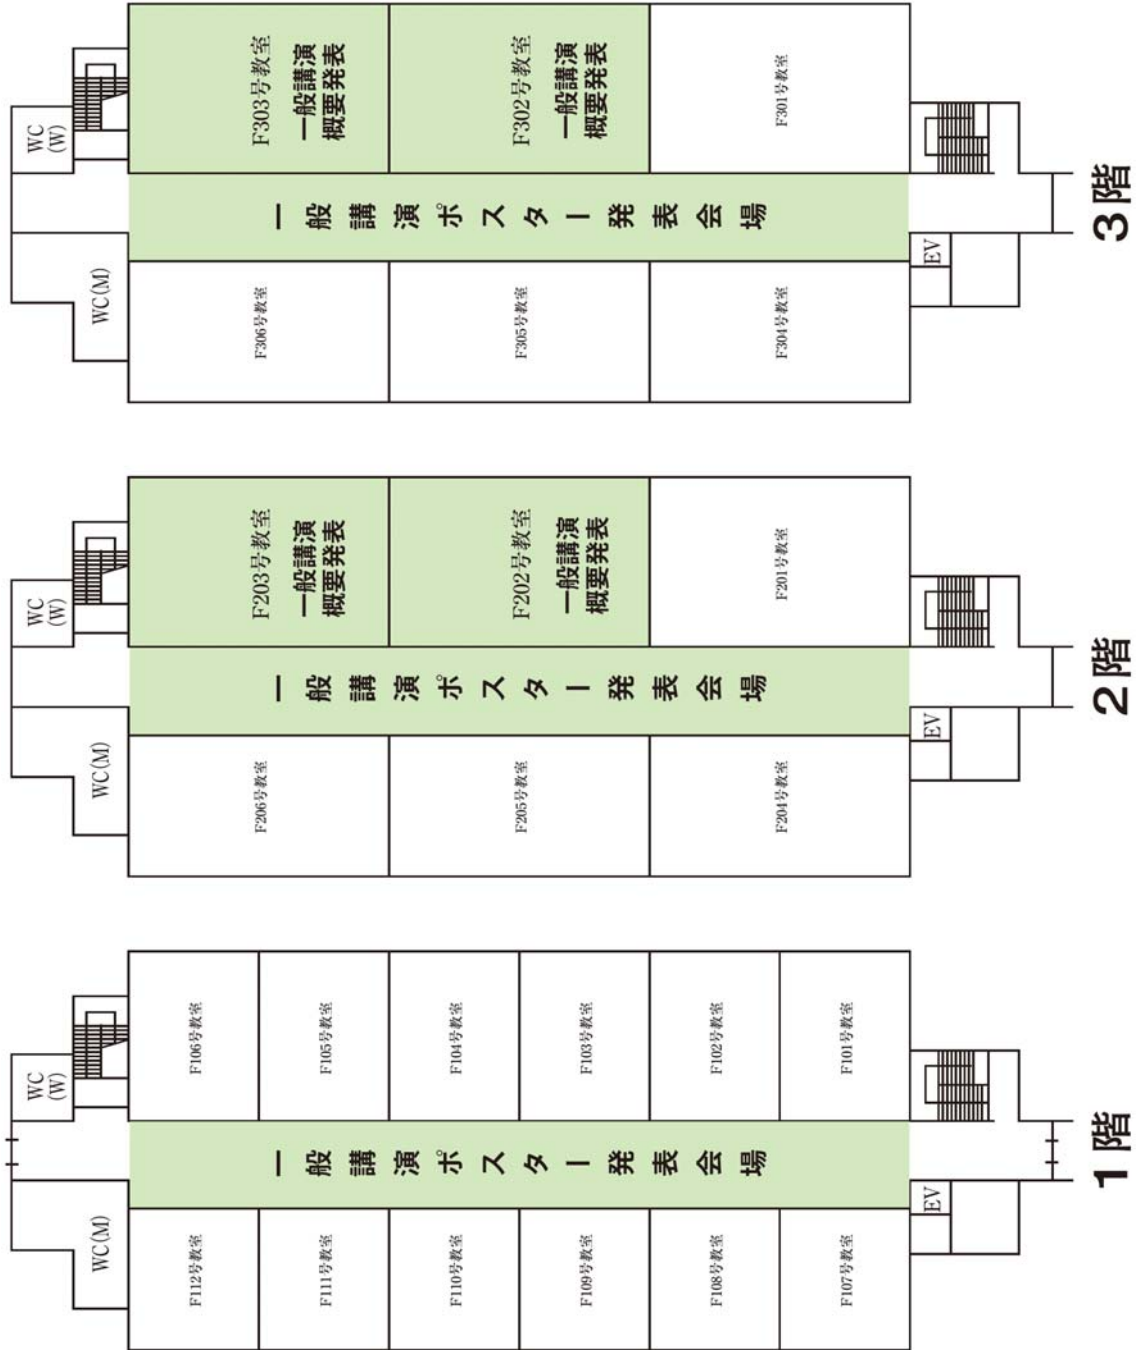 WC
(W)
F303号教室
一般講演
概要発表
F302号教室
一般講演
概要発表
F301号教室
一般講演ポスター発表会場
WC(M)
F306号教室
F305号教室
F304号教室
EV
3階
WC
(W)
F203号教室
一般講演
概要発表
F202号教室
一般講演
概要発表
F201号教室
一般講演ポスター発表会場
WC(M)
F206号教室
F205号教室
F204号教室
EV
2階
WC
(W)
F106号教室
F105号教室
F104号教室
F103号教室
F102号教室
F101号教室
一般講演ポスター発表会場
WC(M)
F112号教室
F111号教室
F110号教室
F109号教室
F108号教室
F107号教室
EV
1階